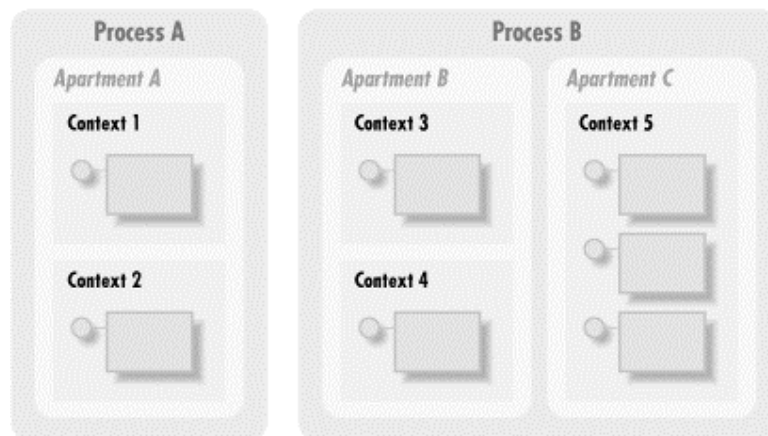 Process A
Process B
Apartment A
Apartment B
Apartment C
Context 1
Context 3
Context 5
Context 2
Context 4